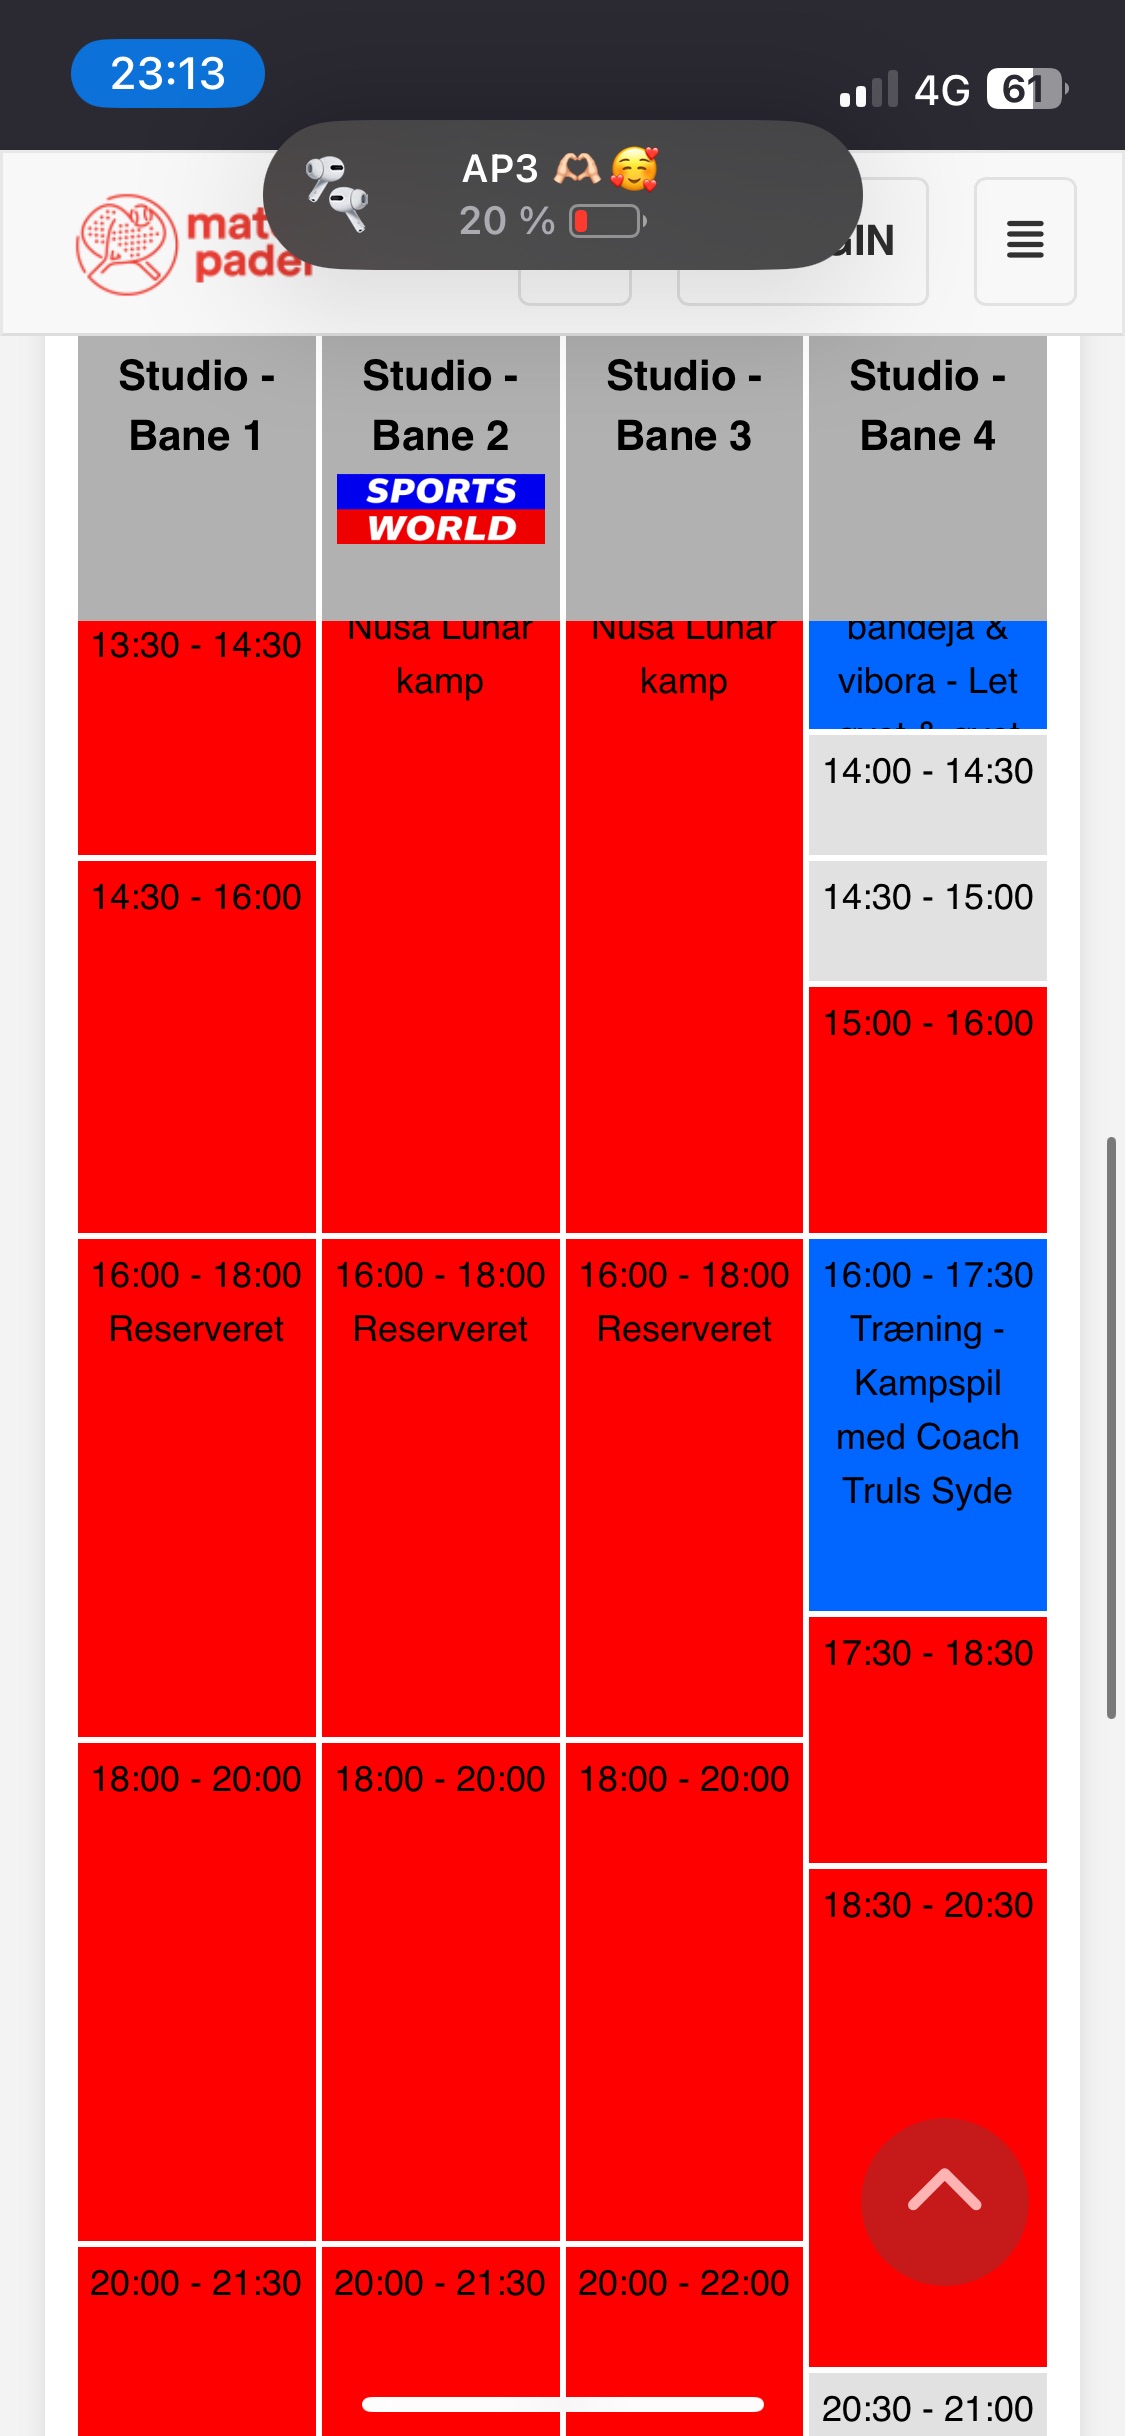 23:13
4G
61
AP3 🫶🏻🥰
20 %
Studio -
Bane 1
Studio -
Bane 2
SPORTS
WORLD
Studio -
Bane 3
Studio -
Bane 4
13:30 - 14:30
14:30 - 16:00
16:00 - 18:00
Reserveret
18:00 - 20:00
20:00 - 21:30
Nusa Lunar
kamp
16:00 - 18:00
Reserveret
18:00 - 20:00
20:00 - 21:30
Nusa Lunar
kamp
16:00 - 18:00
Reserveret
18:00 - 20:00
20:00 - 22:00
bandeja &
vibora - Let
14:00 - 14:30
14:30 - 15:00
15:00 - 16:00
16:00 - 17:30
Træning -
Kampspil
med Coach
Truls Syde
17:30 - 18:30
18:30 - 20:30
20:30 - 21:00